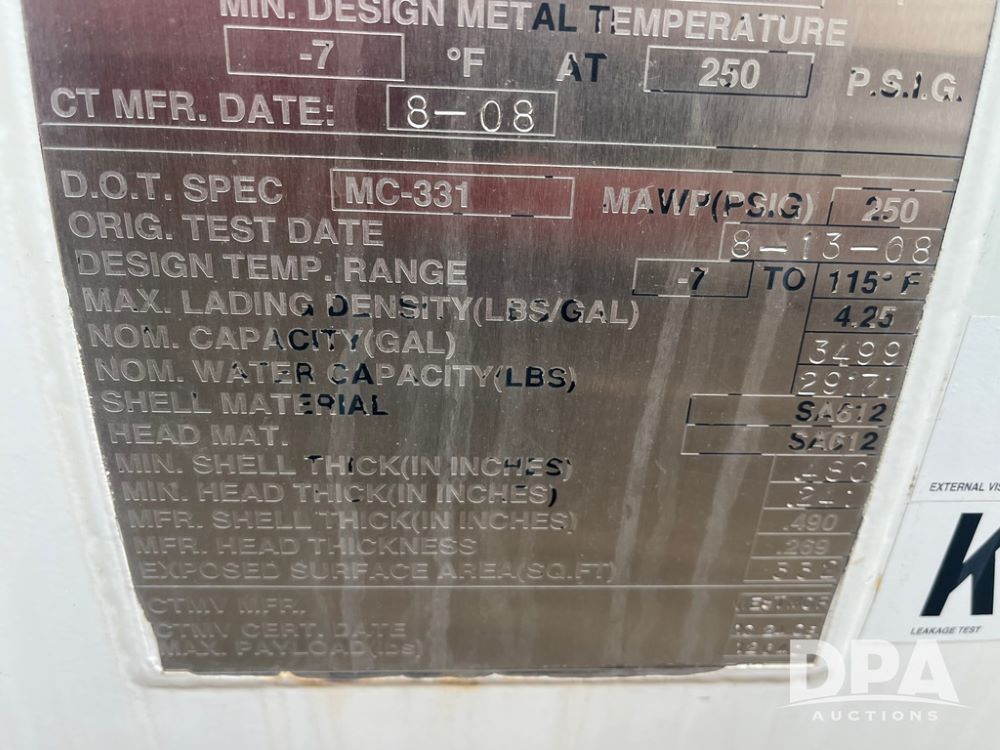 MIN. DESIGN METAL TEMPERATURE
-7 °F AT 250 P.S.I.G.
CT MFR. DATE: 8-08
D.O.T. SPEC MC-331 MAWP(PSIG) 250
ORIG. TEST DATE 8-13-08
DESIGN TEMP. RANGE -7 TO 115° F
MAX. LADING DENSITY(LBS/GAL) 4.25
NOM. CAPACITY(GAL) 3499
NOM. WATER CAPACITY(LBS) 29171
SHELL MATERIAL SA612
HEAD MAT. SA612
MIN. SHELL THICK(IN INCHES)
MIN. HEAD THICK(IN INCHES)
MFR. SHELL THICK(IN INCHES) .490
MFR. HEAD THICKNESS .269
EXPOSED SURFACE AREA(SQ.FT) 332
CTMV MFR.
CTMV CERT. DATE
MAX. PAYLOAD(lbs)
EXTERNAL
K
LEAKAGE TEST
DPA
AUCTIONS